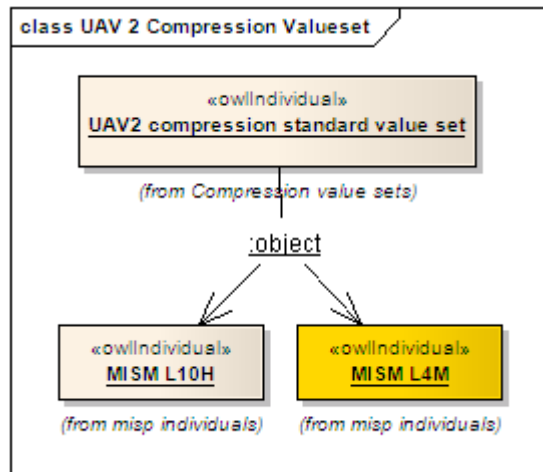 class UAV 2 Compression Valueset
«owlIndividual»
UAV2 compression standard value set
(from Compression value sets)
:object
«owlIndividual»
MISM L10H
(from misp individuals)
«owlIndividual»
MISM L4M
(from misp individuals)